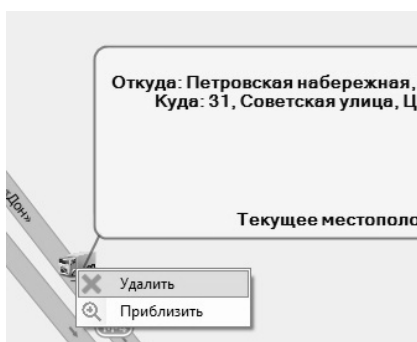 Откуда: Петровская набережная,
Куда: 31, Советская улица, Ц
Текущее местополо
«Дон»
Удалить
Приблизить